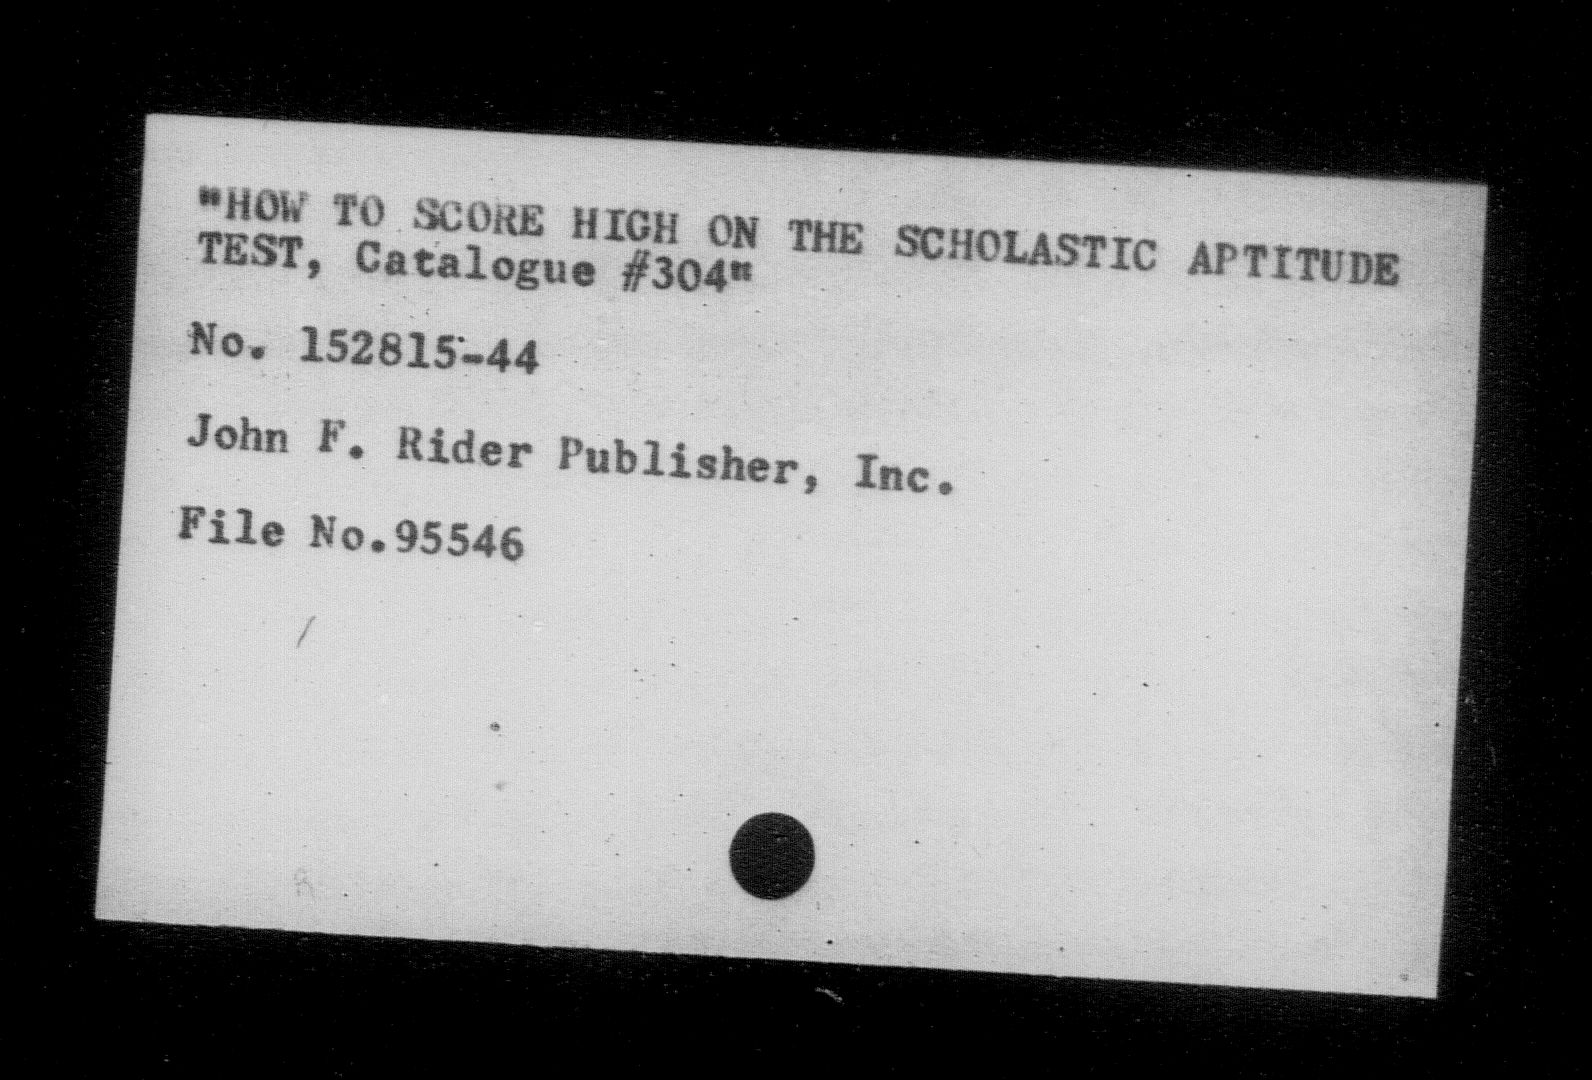 "HOW TO SCORE HIGH ON THE SCHOLASTIC APTITUDE
TEST, Catalogue #304"
No. 152815-44
John F. Rider Publisher, Inc.
File No.95546